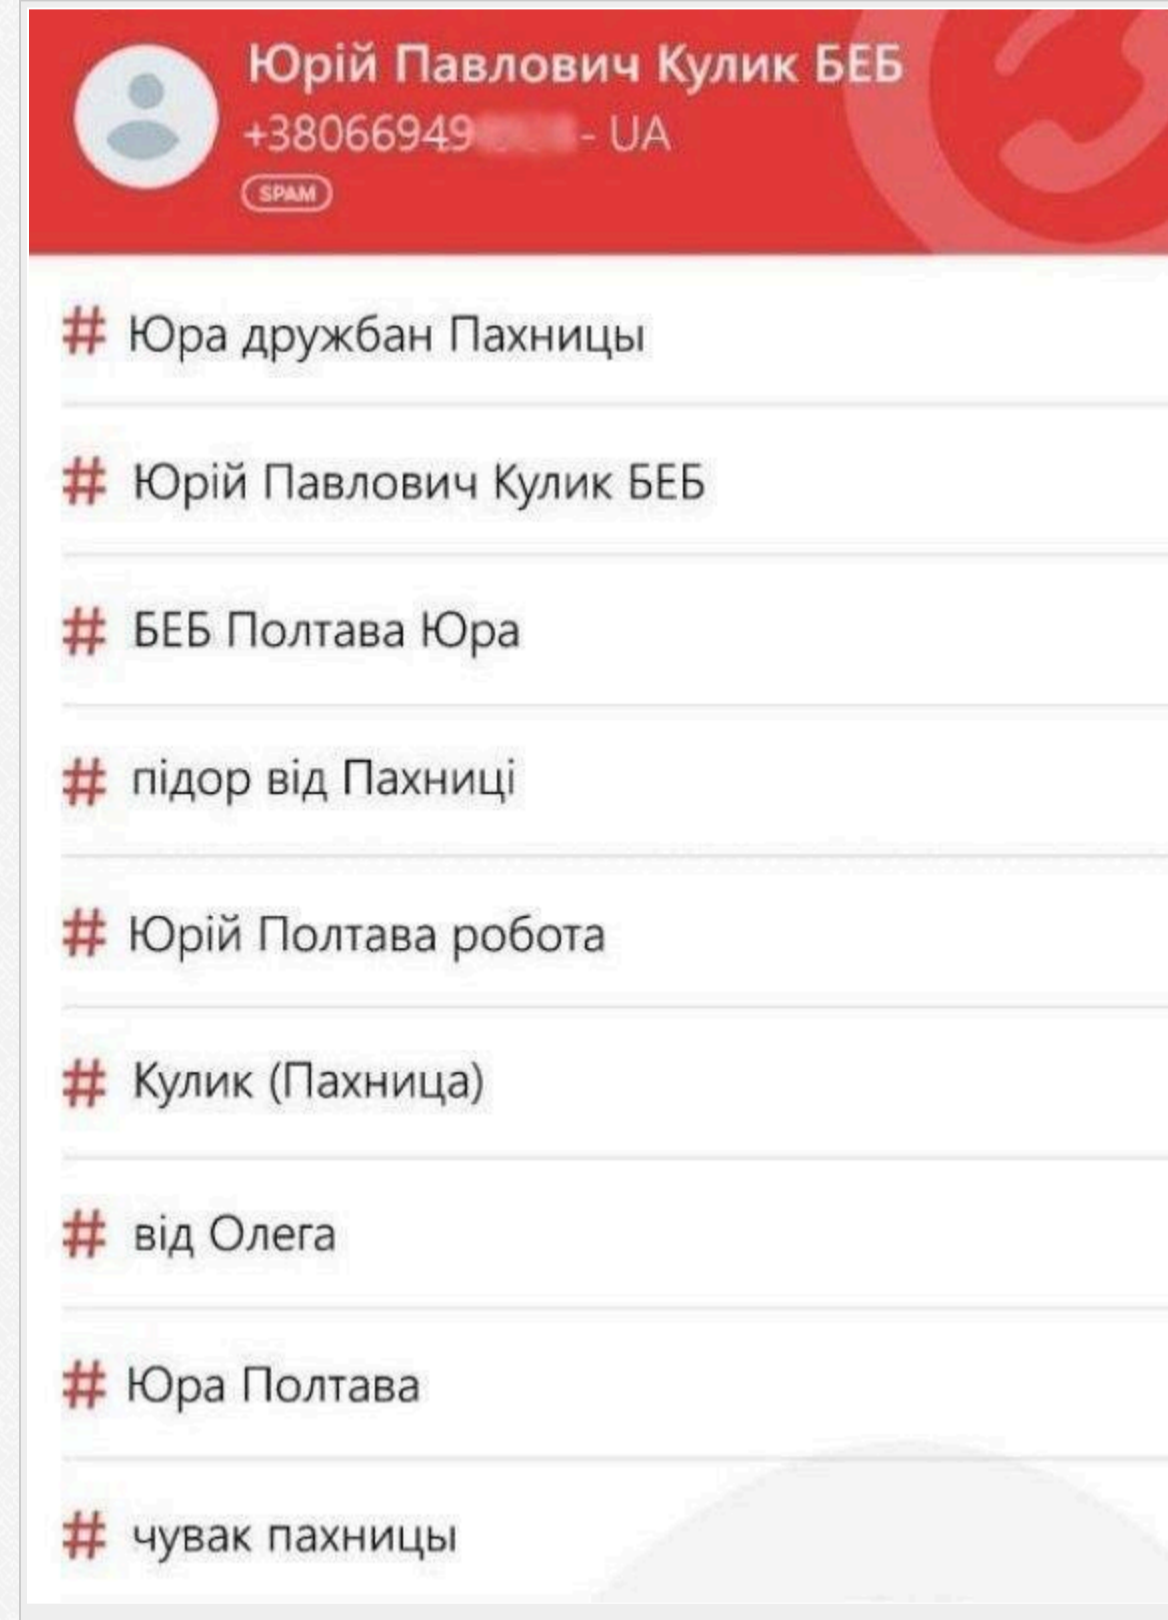 Юрій Павлович Кулик БЕБ
+38066949 - UA
SPAM
# Юра дружбан Пахницы
# Юрій Павлович Кулик БЕБ
# БЕБ Полтава Юра
# підор від Пахниці
# Юрій Полтава робота
# Кулик (Пахница)
# від Олега
# Юра Полтава
# чувак пахницы